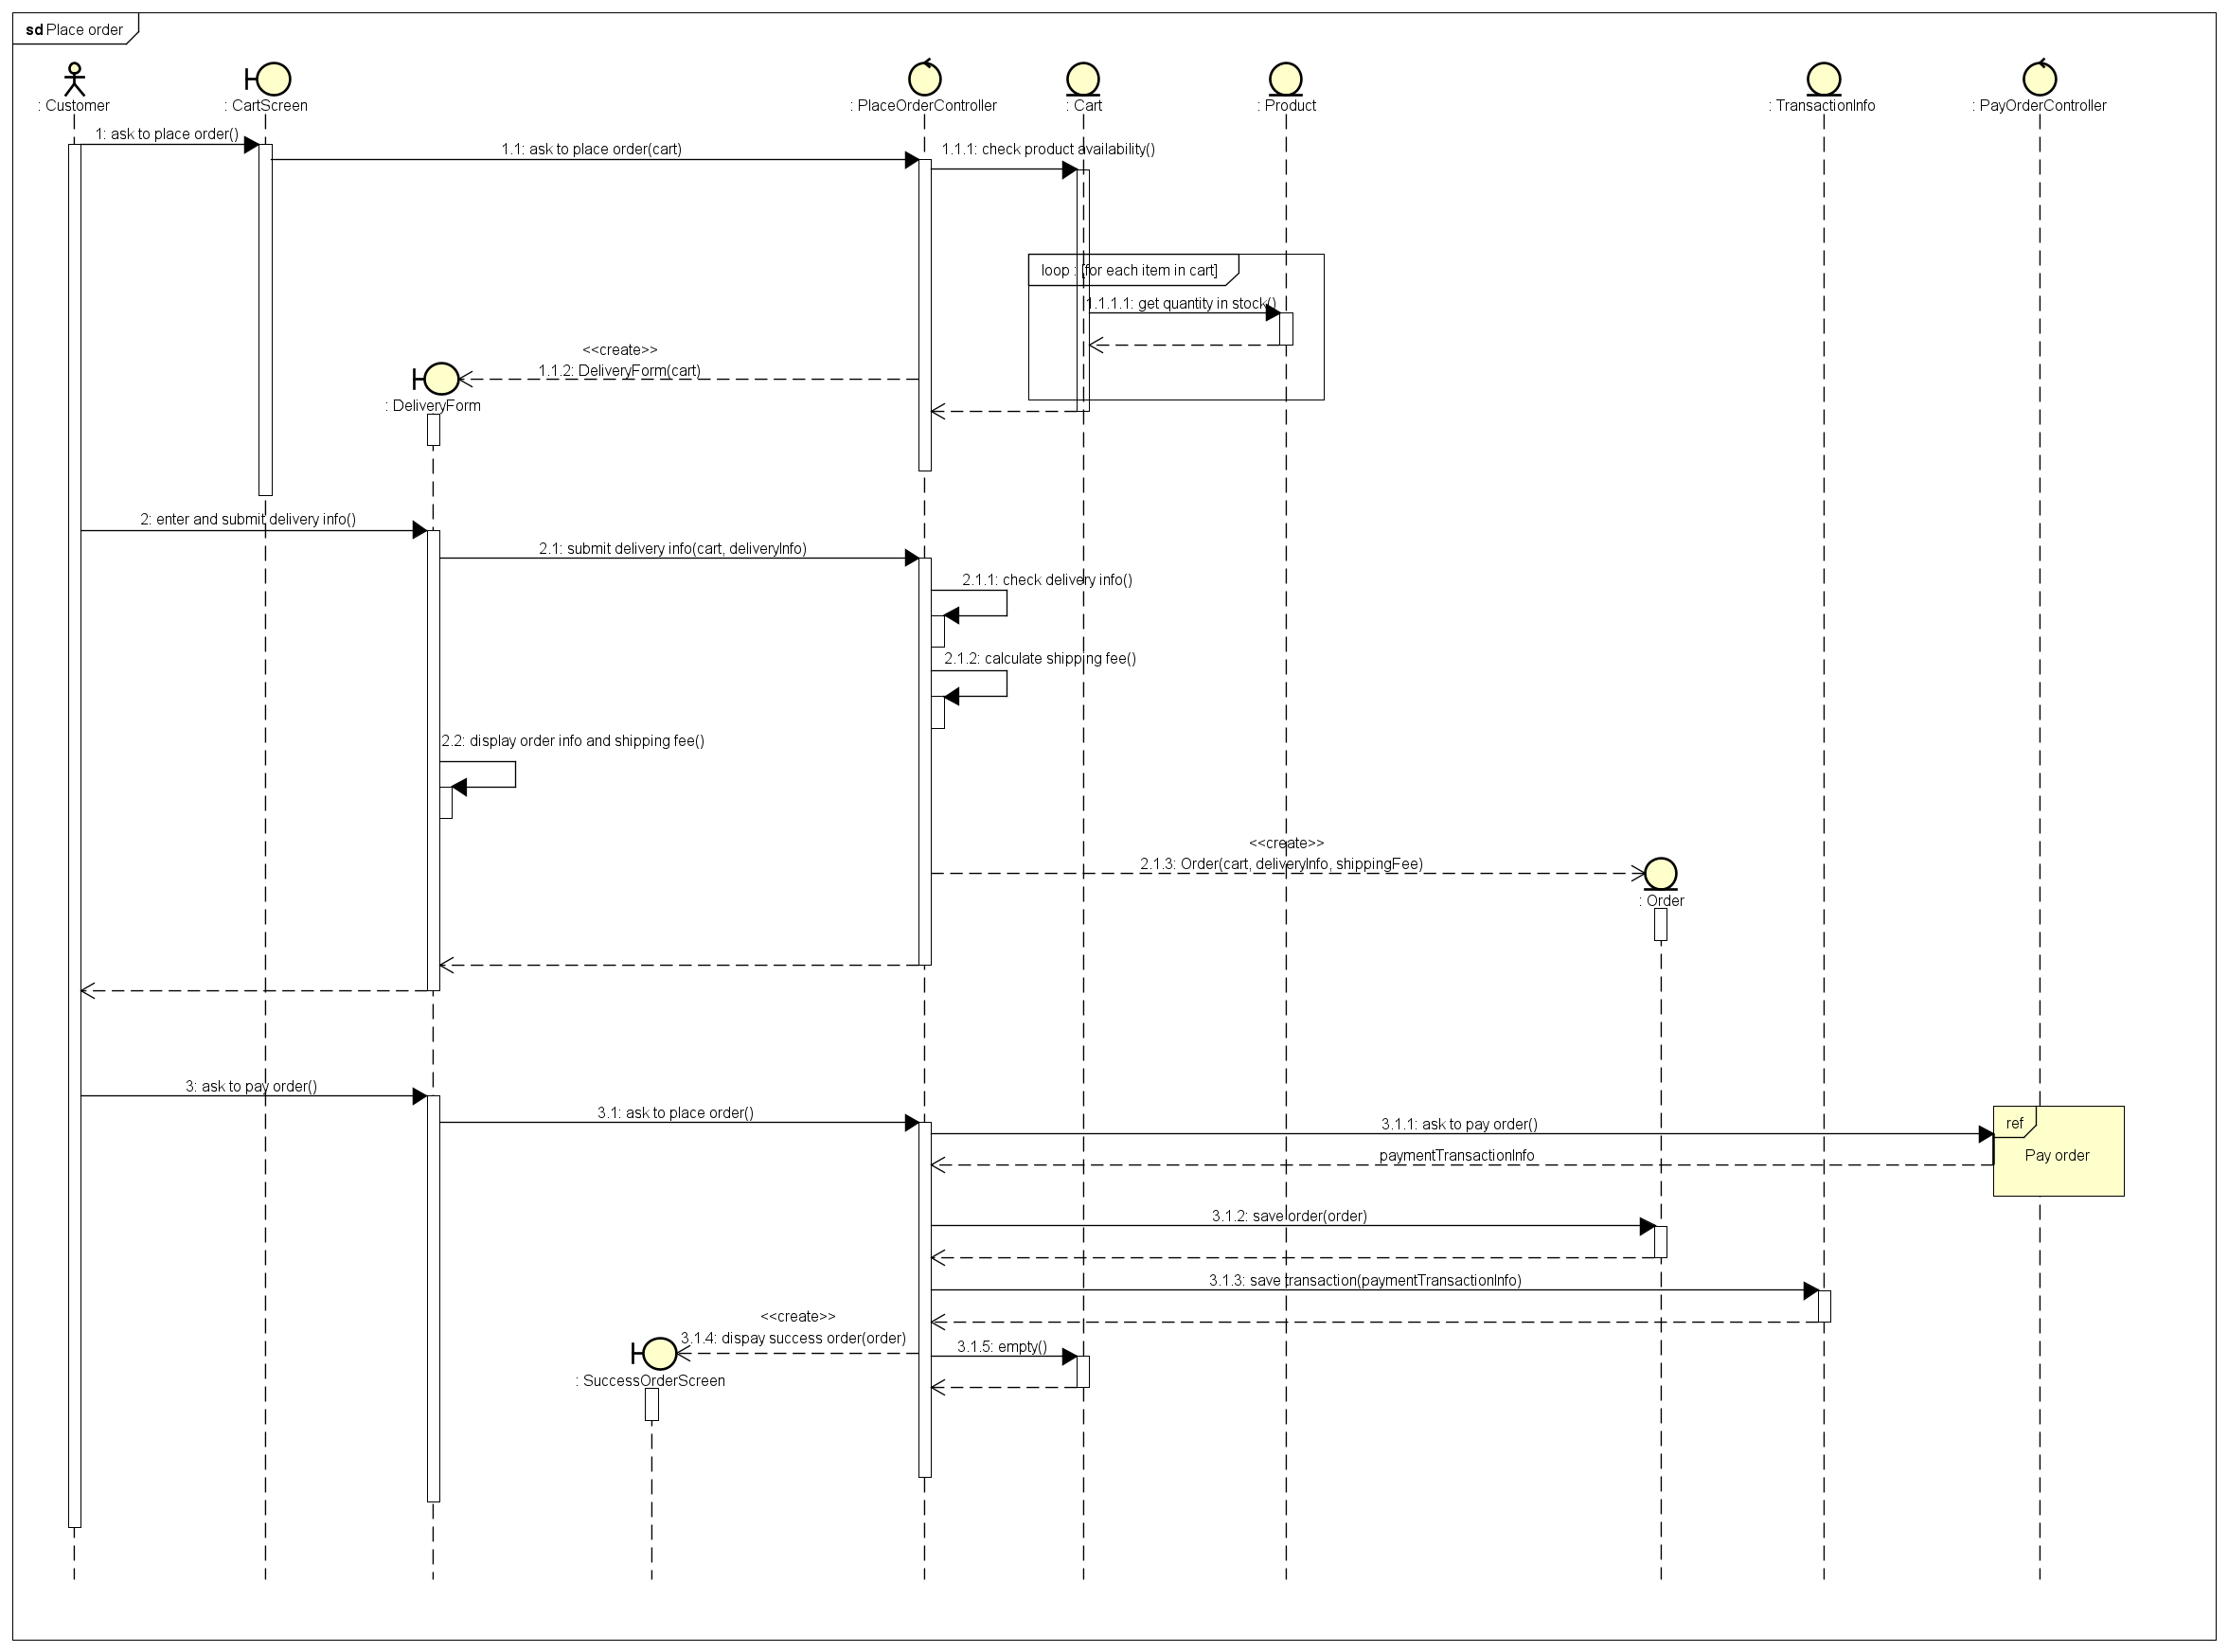 sd Place order
: Customer
: CartScreen
: PlaceOrderController
: Cart
: Product
: TransactionInfo
: PayOrderController
1: ask to place order()
1.1: ask to place order(cart)
1.1.1: check product availability()
loop : [for each item in cart]
1.1.1.1: get quantity in stock()
<<create>>
1.1.2: DeliveryForm(cart)
: DeliveryForm
2: enter and submit delivery info()
2.1: submit delivery info(cart, deliveryInfo)
2.1.1: check delivery info()
2.1.2: calculate shipping fee()
2.2: display order info and shipping fee()
<<create>>
2.1.3: Order(cart, deliveryInfo, shippingFee)
: Order
3: ask to pay order()
3.1: ask to place order()
3.1.1: ask to pay order()
ref
paymentTransactionInfo
Pay order
3.1.2: save order(order)
3.1.3: save transaction(paymentTransactionInfo)
<<create>>
3.1.4: dispay success order(order)
3.1.5: empty()
: SuccessOrderScreen